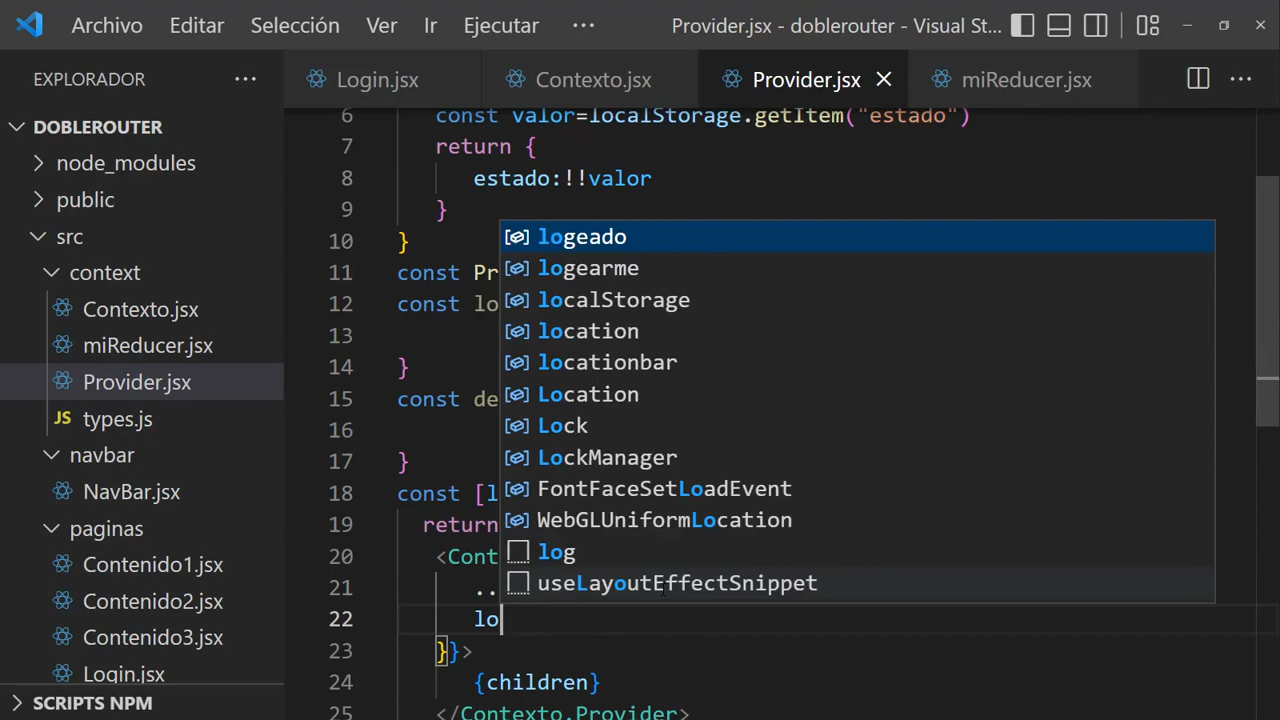 Archivo Editar Selección Ver Ir Ejecutar ··· Provider.jsx - doblerouter - Visual St...
EXPLORADOR ···
Login.jsx Contexto.jsx Provider.jsx miReducer.jsx ···
DOBLEROUTER
node_modules
public
src
context
Contexto.jsx
miReducer.jsx
Provider.jsx
JS types.js
navbar
NavBar.jsx
paginas
Contenido1.jsx
Contenido2.jsx
Contenido3.jsx
Login.jsx
SCRIPTS NPM
6 const valor=localStorage.getItem("estado")
7 return {
8 estado:!!valor
9 }
10 }
11 const Pr
12 const lo
13
14 }
15 const de
16
17 }
18 const [l
19 return
20 <Cont
21 ..
22 lo
23 }}>
24 {children}
25 </Contexto.Provider>
logeado
logearme
localStorage
location
locationbar
Location
Lock
LockManager
FontFaceSetLoadEvent
WebGLUniformLocation
log
useLayoutEffectSnippet